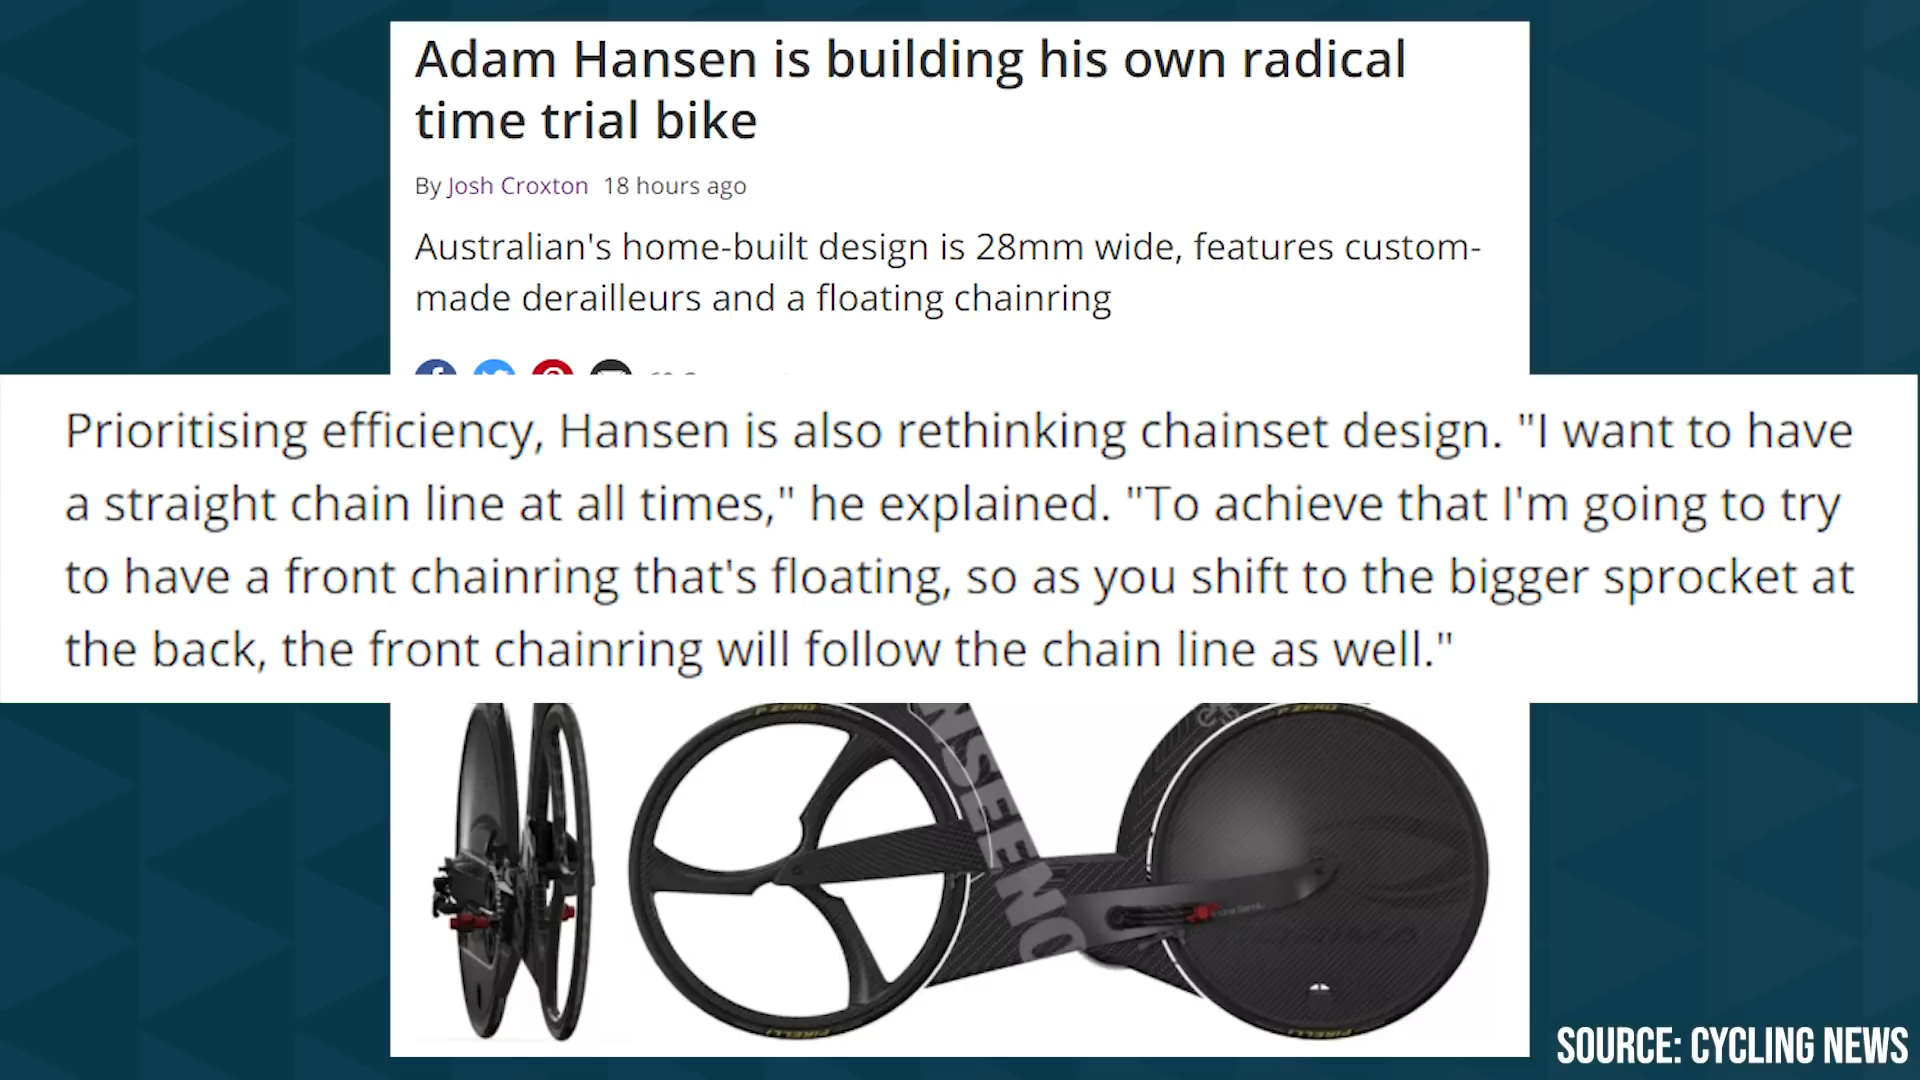 Adam Hansen is building his own radical
time trial bike
By Josh Croxton 18 hours ago
Australian's home-built design is 28mm wide, features custom-
made derailleurs and a floating chainring
Prioritising efficiency, Hansen is also rethinking chainset design. "I want to have
a straight chain line at all times," he explained. "To achieve that I'm going to try
to have a front chainring that's floating, so as you shift to the bigger sprocket at
the back, the front chainring will follow the chain line as well."
P ZERO
P ZERO
PIRELLI
PIRELLI
SOURCE: CYCLING NEWS